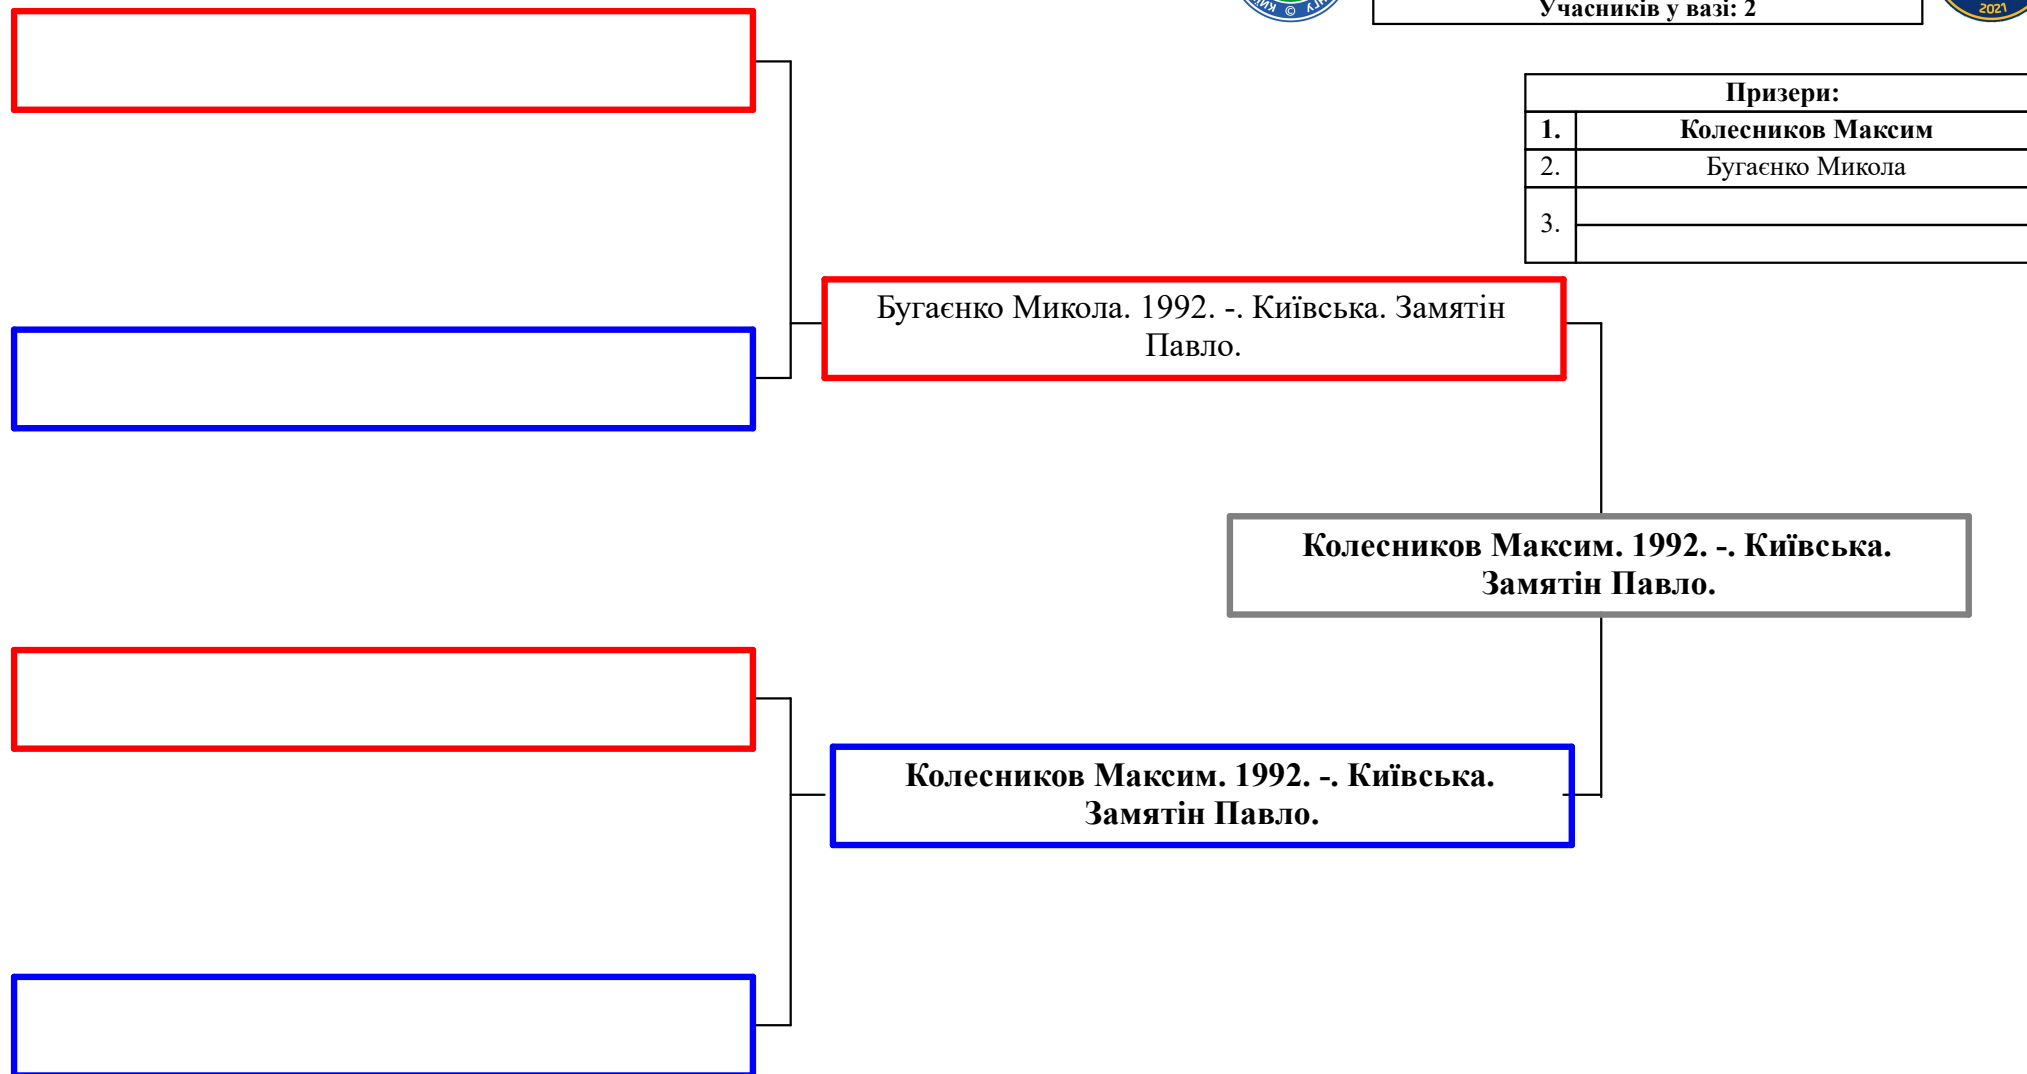 Учасників у вазі: 2
2021
Призери:
1. Колесников Максим
2. Бугаєнко Микола
3.
Бугаєнко Микола. 1992. -. Київська. Замятін
Павло.
Колесников Максим. 1992. -. Київська.
Замятін Павло.
Колесников Максим. 1992. -. Київська.
Замятін Павло.